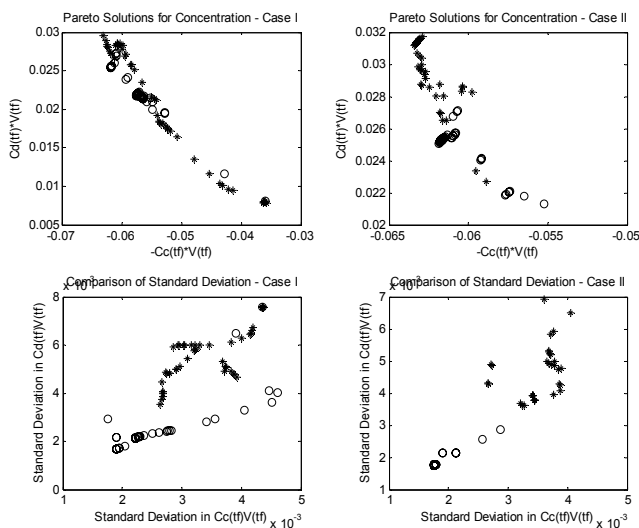 Pareto Solutions for Concentration - Case I
0.03
0.025
0.02
0.015
0.01
0.005
Cd(tf)*V(tf)
-0.07 -0.06 -0.05 -0.04 -0.03
-Cc(tf)*V(tf)
Pareto Solutions for Concentration - Case II
0.032
0.03
0.028
0.026
0.024
0.022
0.02
Cd(tf)*V(tf)
-0.065 -0.06 -0.055 -0.05
-Cc(tf)*V(tf)
Comparison of Standard Deviation - Case I
x 10⁻³
8
6
4
2
0
Standard Deviation in Cd(tf)V(tf)
1 2 3 4 5
x 10⁻³
Standard Deviation in Cc(tf)V(tf)
Comparison of Standard Deviation - Case II
x 10⁻³
7
6
5
4
3
2
1
Standard Deviation in Cd(tf)V(tf)
1 2 3 4 5
x 10⁻³
Standard Deviation in Cc(tf)V(tf)